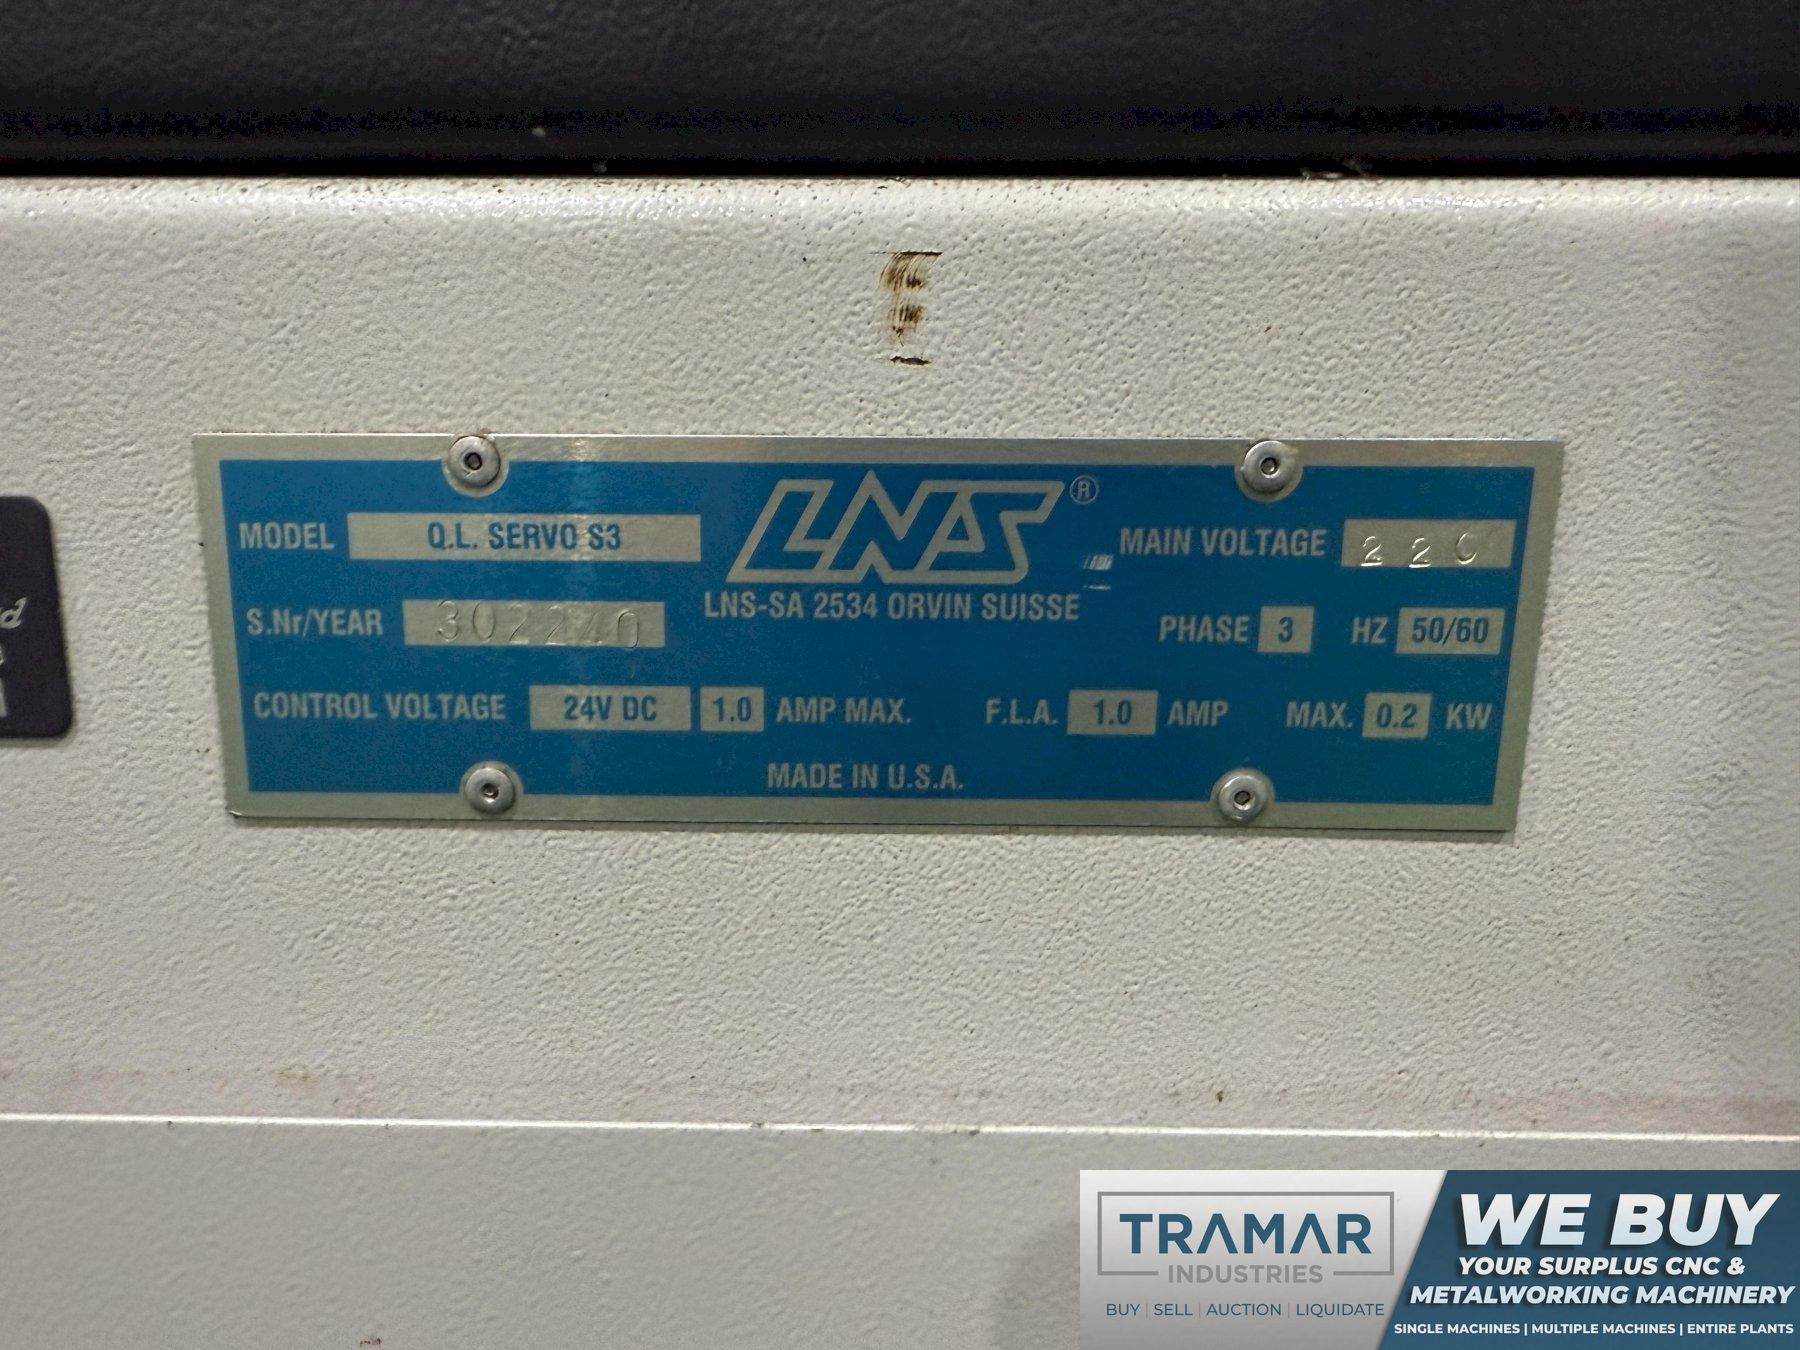 MODEL Q.L. SERVO S3
LNS®
MAIN VOLTAGE 220
S.Nr/YEAR 302240
LNS-SA 2534 ORVIN SUISSE
PHASE 3 HZ 50/60
CONTROL VOLTAGE 24V DC 1.0 AMP MAX. F.L.A. 1.0 AMP MAX. 0.2 KW
MADE IN U.S.A.
TRAMAR
INDUSTRIES
BUY | SELL | AUCTION | LIQUIDATE
WE BUY
YOUR SURPLUS CNC &
METALWORKING MACHINERY
SINGLE MACHINES | MULTIPLE MACHINES | ENTIRE PLANTS